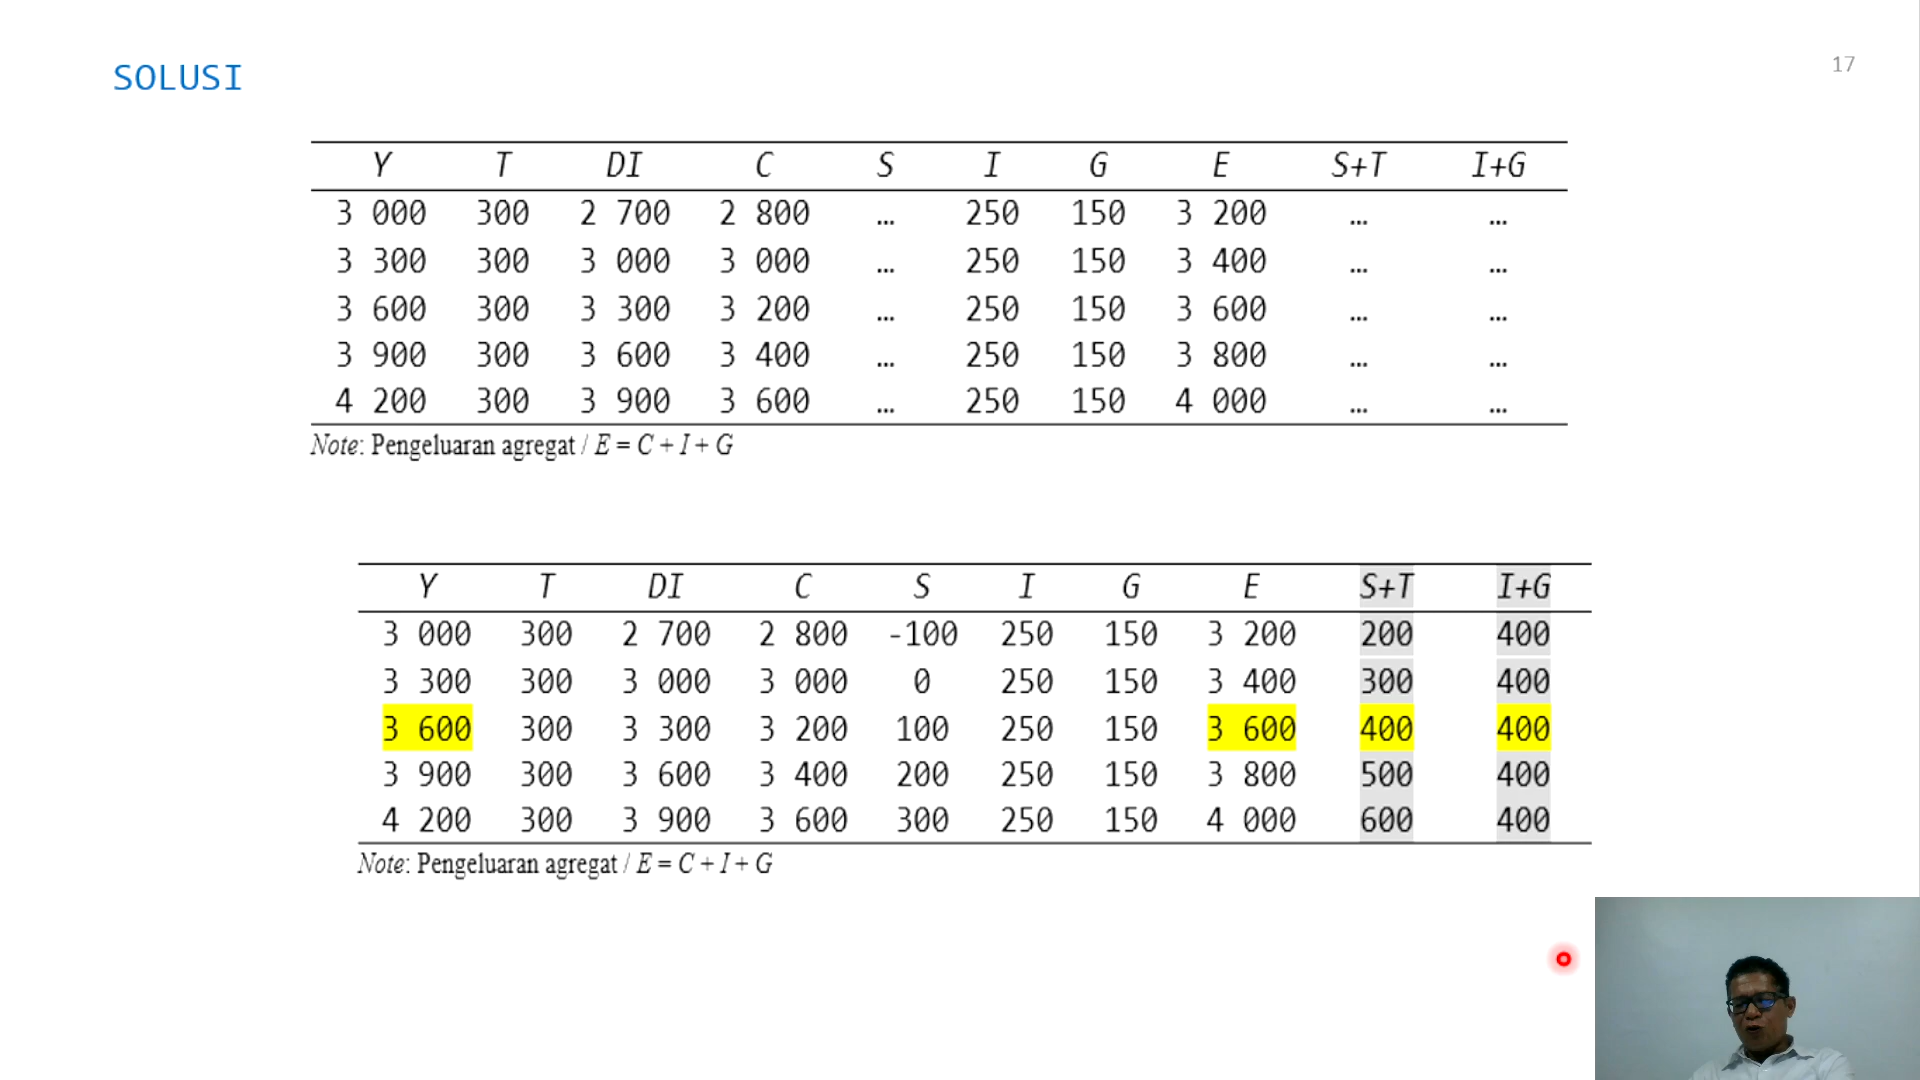 SOLUSI
17
Y T DI C S I G E S+T I+G
3 000 300 2 700 2 800 … 250 150 3 200 … …
3 300 300 3 000 3 000 … 250 150 3 400 … …
3 600 300 3 300 3 200 … 250 150 3 600 … …
3 900 300 3 600 3 400 … 250 150 3 800 … …
4 200 300 3 900 3 600 … 250 150 4 000 … …
Note: Pengeluaran agregat / E = C + I + G
Y T DI C S I G E S+T I+G
3 000 300 2 700 2 800 -100 250 150 3 200 200 400
3 300 300 3 000 3 000 0 250 150 3 400 300 400
3 600 300 3 300 3 200 100 250 150 3 600 400 400
3 900 300 3 600 3 400 200 250 150 3 800 500 400
4 200 300 3 900 3 600 300 250 150 4 000 600 400
Note: Pengeluaran agregat / E = C + I + G